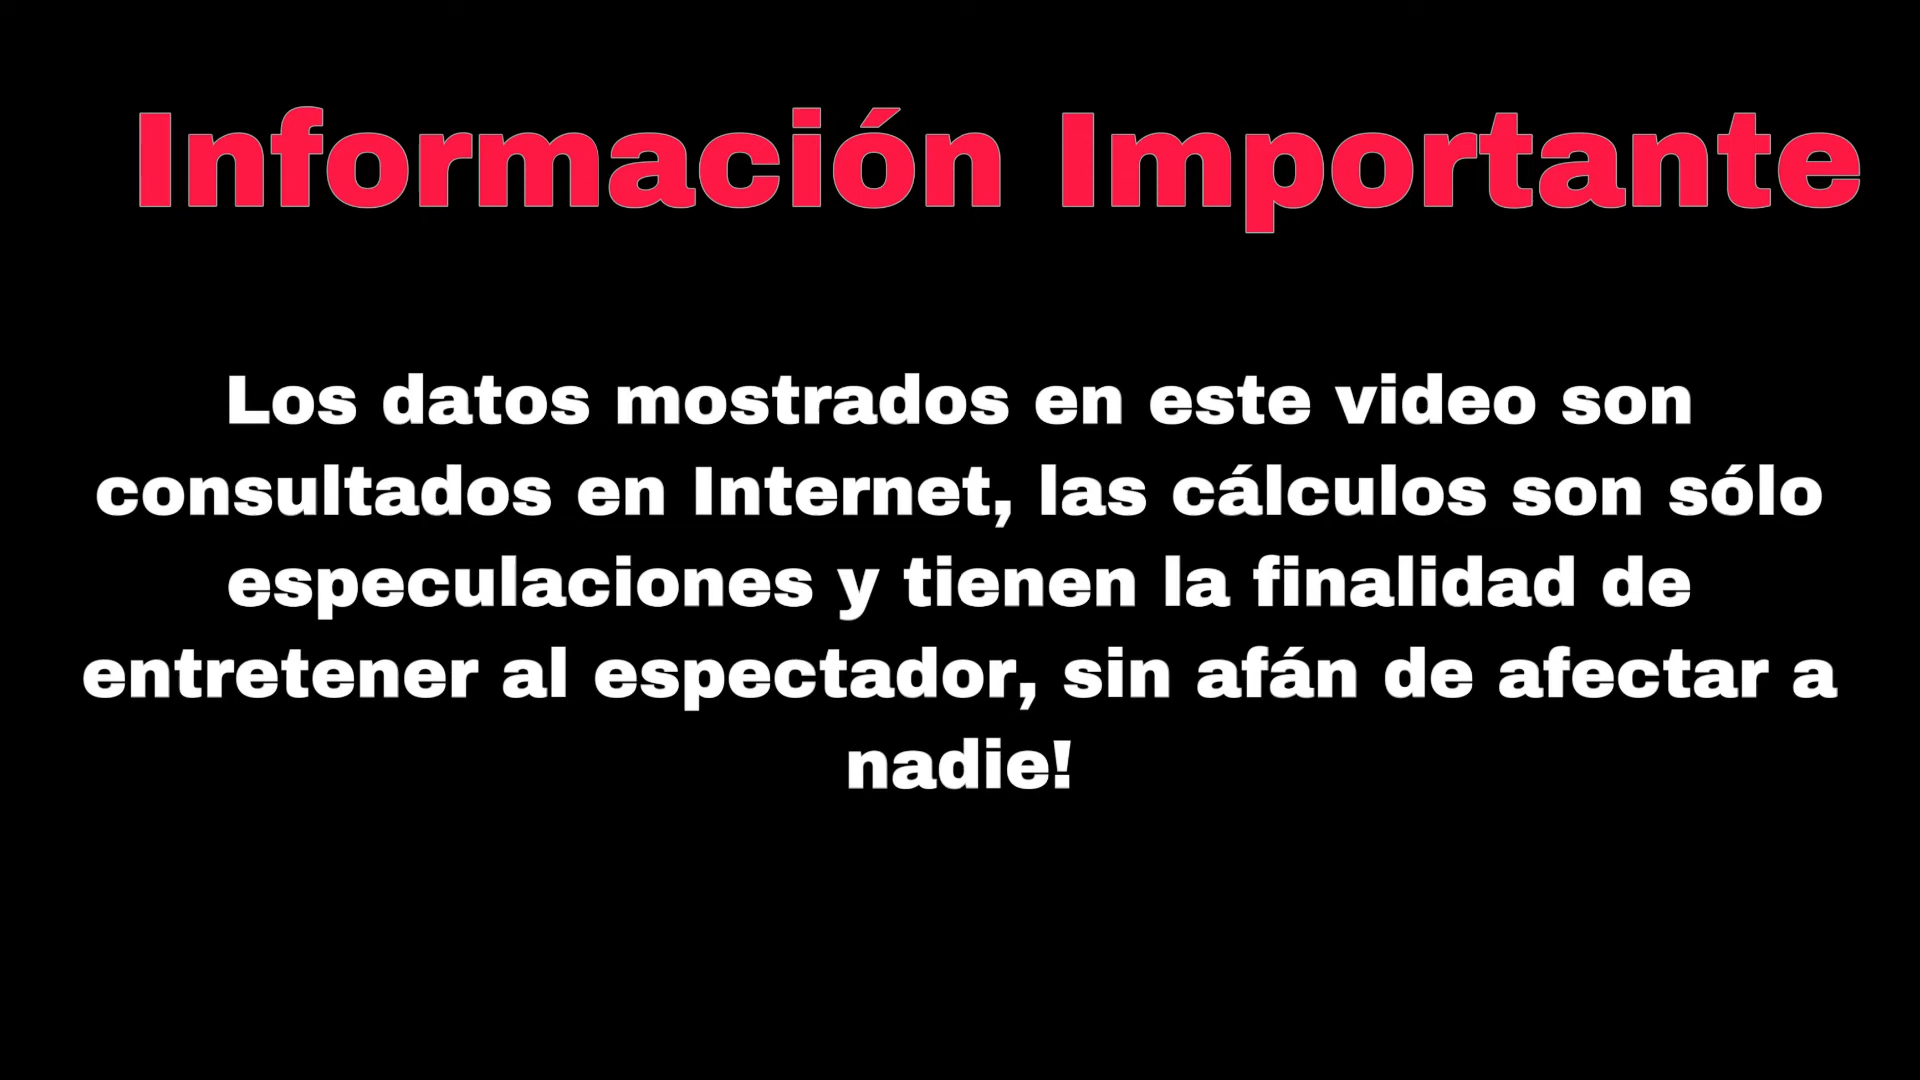 Información Importante
Los datos mostrados en este video son
consultados en Internet, las cálculos son sólo
especulaciones y tienen la finalidad de
entretener al espectador, sin afán de afectar a
nadie!